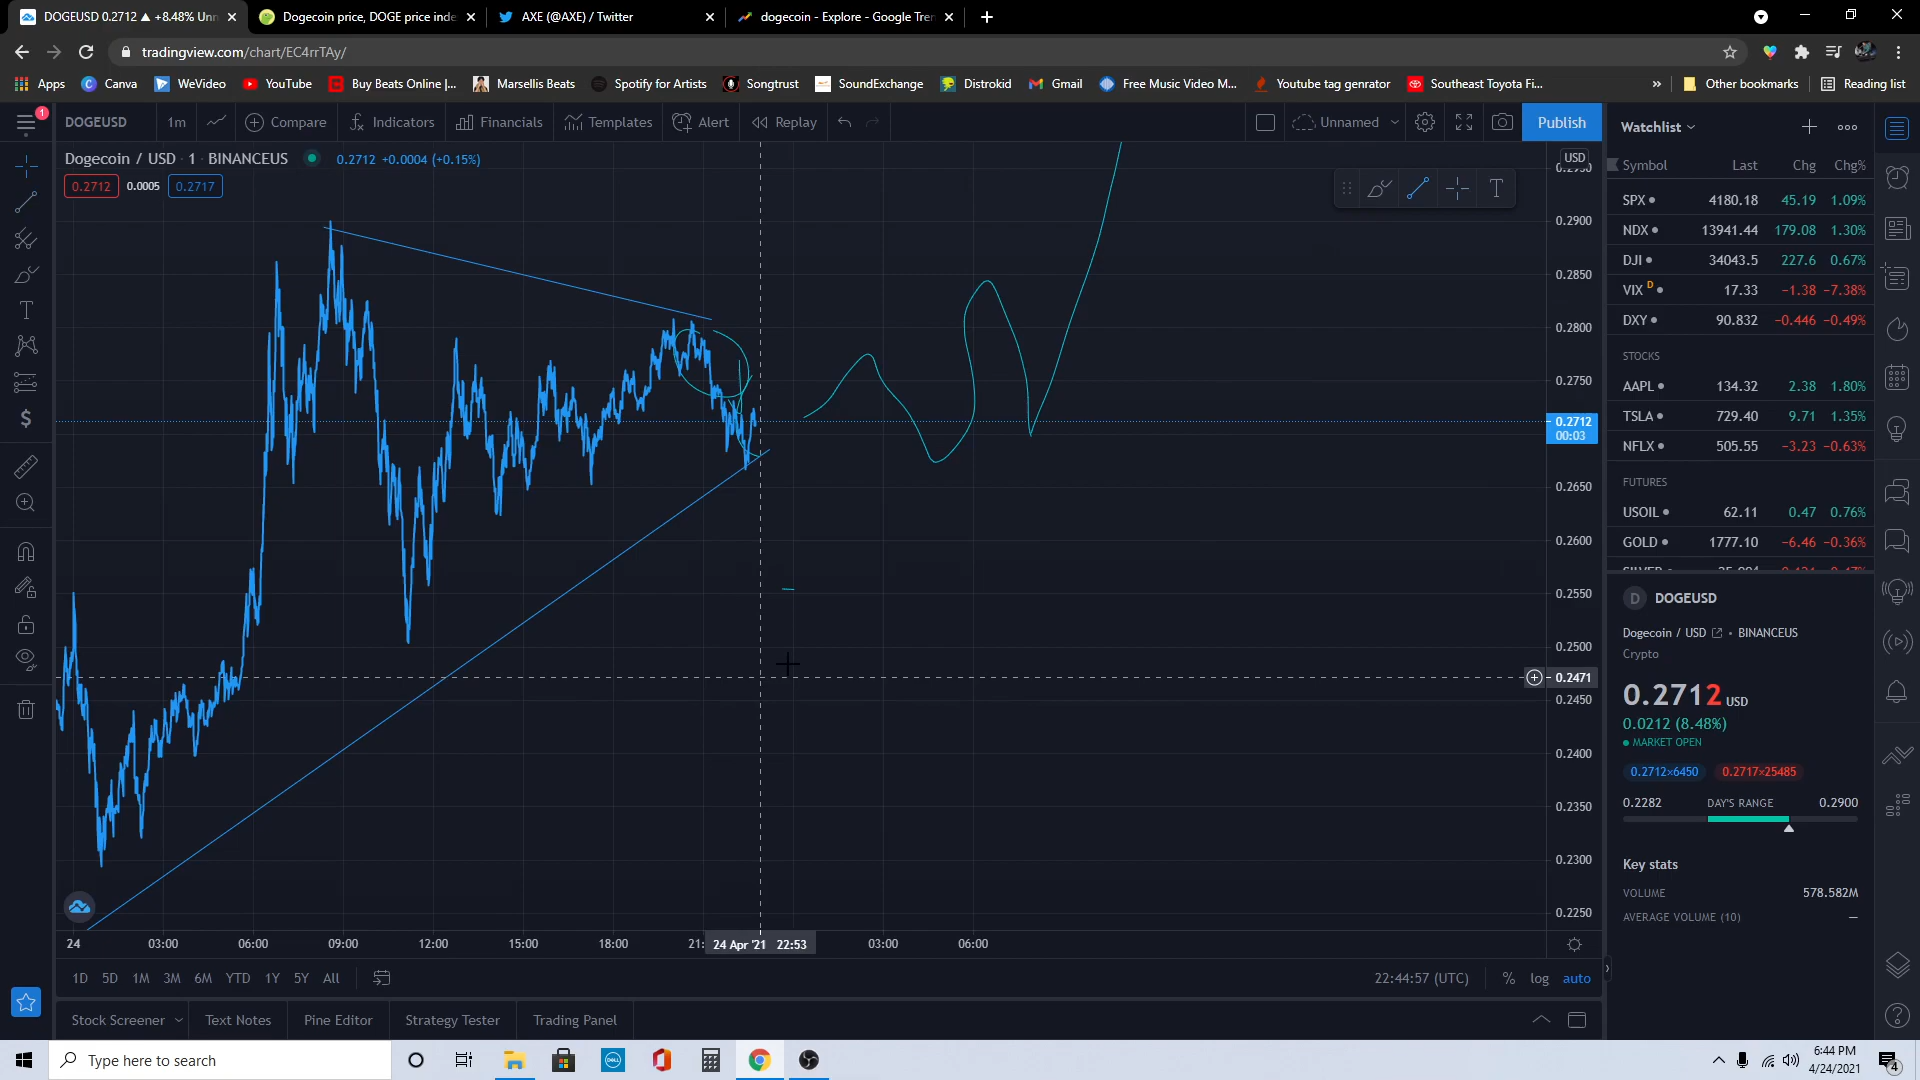 DOGEUSD 0.2712 ▲ +8.48% Unn
Dogecoin price, DOGE price inde
AXE (@AXE) / Twitter
dogecoin - Explore - Google Tren
tradingview.com/chart/EC4rrTAy/
Apps Canva WeVideo YouTube Buy Beats Online |... Marsellis Beats Spotify for Artists Songtrust SoundExchange Distrokid Gmail Free Music Video M... Youtube tag genrator Southeast Toyota Fi... » Other bookmarks Reading list
1
DOGEUSD 1m Compare Indicators Financials Templates Alert Replay Unnamed Publish
Dogecoin / USD · 1 · BINANCEUS 0.2712 +0.0004 (+0.15%)
0.2712 0.0005 0.2717
USD
0.2900
0.2850
0.2800
0.2750
0.2712
00:03
0.2650
0.2600
0.2550
0.2500
0.2471
0.2450
0.2400
0.2350
0.2300
0.2250
24 03:00 06:00 09:00 12:00 15:00 18:00 21: 24 Apr '21 22:53 03:00 06:00
1D 5D 1M 3M 6M YTD 1Y 5Y All
22:44:57 (UTC) % log auto
Stock Screener Text Notes Pine Editor Strategy Tester Trading Panel
Watchlist
Symbol Last Chg Chg%
SPX 4180.18 45.19 1.09%
NDX 13941.44 179.08 1.30%
DJI 34043.5 227.6 0.67%
VIX D 17.33 −1.38 −7.38%
DXY 90.832 −0.446 −0.49%
STOCKS
AAPL 134.32 2.38 1.80%
TSLA 729.40 9.71 1.35%
NFLX 505.55 −3.23 −0.63%
FUTURES
USOIL 62.11 0.47 0.76%
GOLD 1777.10 −6.46 −0.36%
D DOGEUSD
Dogecoin / USD • BINANCEUS
Crypto
0.2712 USD
0.0212 (8.48%)
MARKET OPEN
0.2712×6450 0.2717×25485
0.2282 DAY'S RANGE 0.2900
Key stats
VOLUME 578.582M
AVERAGE VOLUME (10) —
Type here to search
DELL
6:44 PM
4/24/2021
4